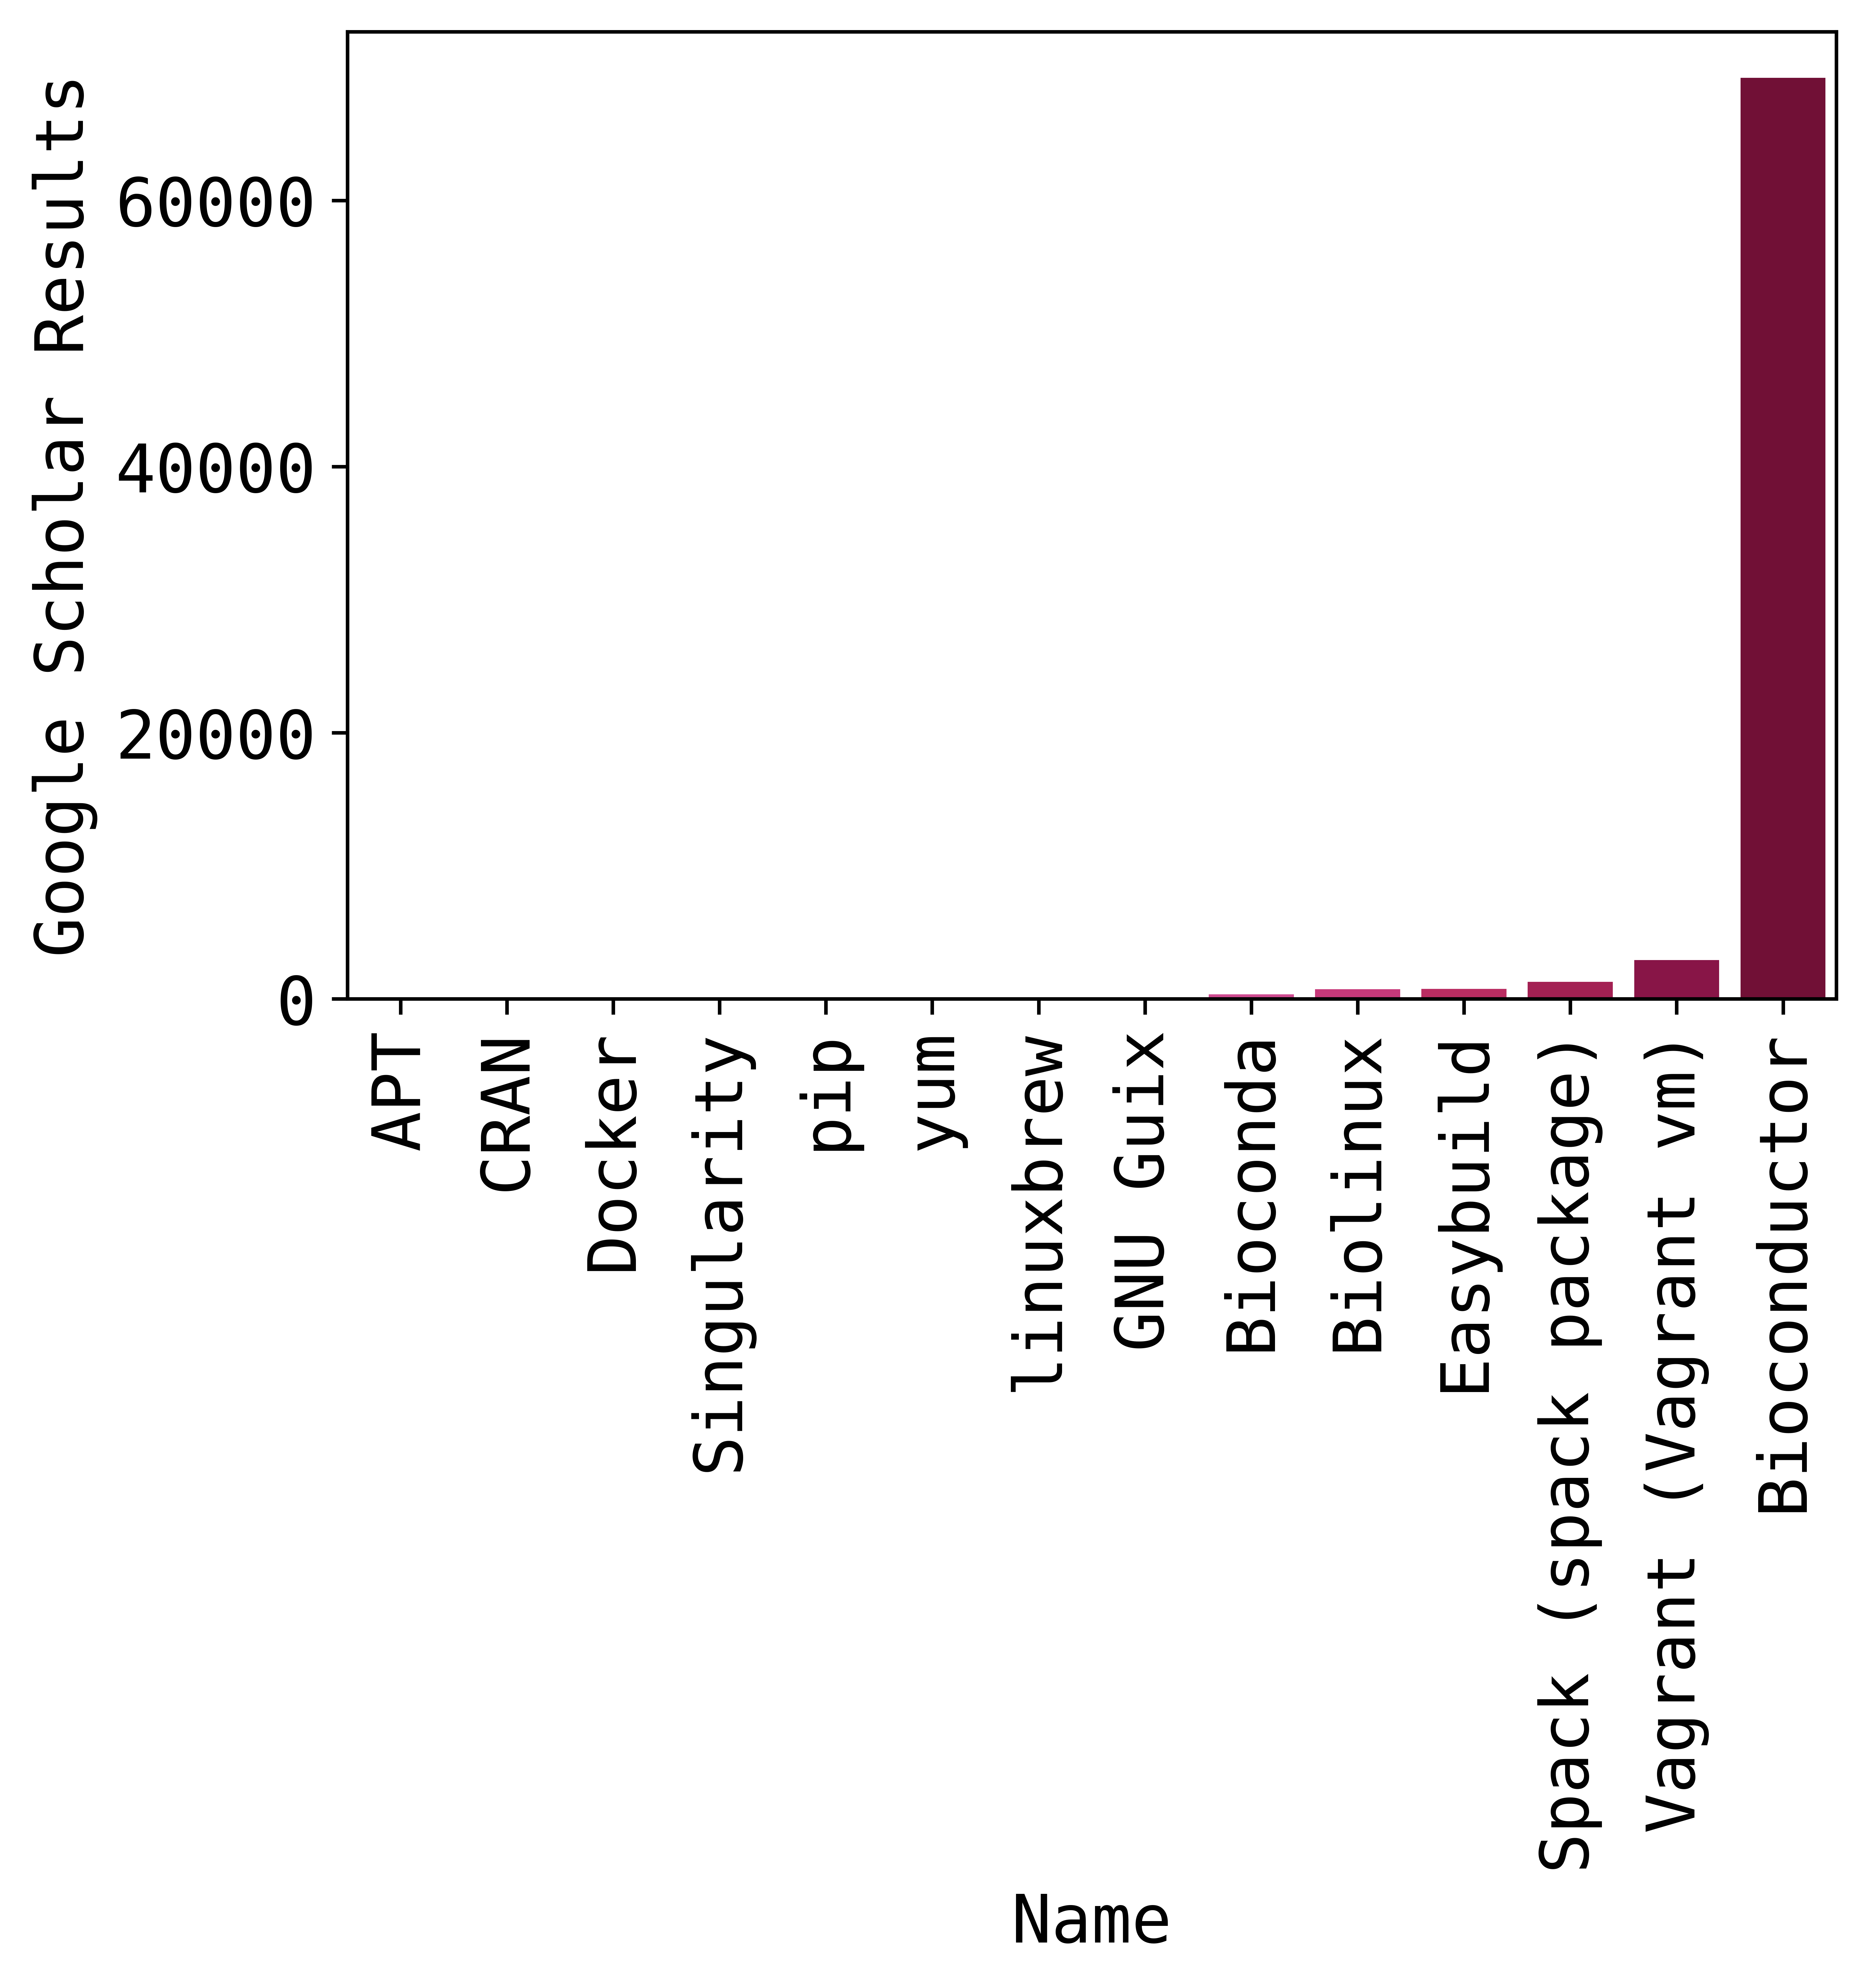 Google Scholar Results
60000
40000
20000
0
APT
CRAN
Docker
Singularity
pip
yum
linuxbrew
GNU Guix
Bioconda
Biolinux
Easybuild
Spack (spack package)
Vagrant (Vagrant vm)
Bioconductor
Name